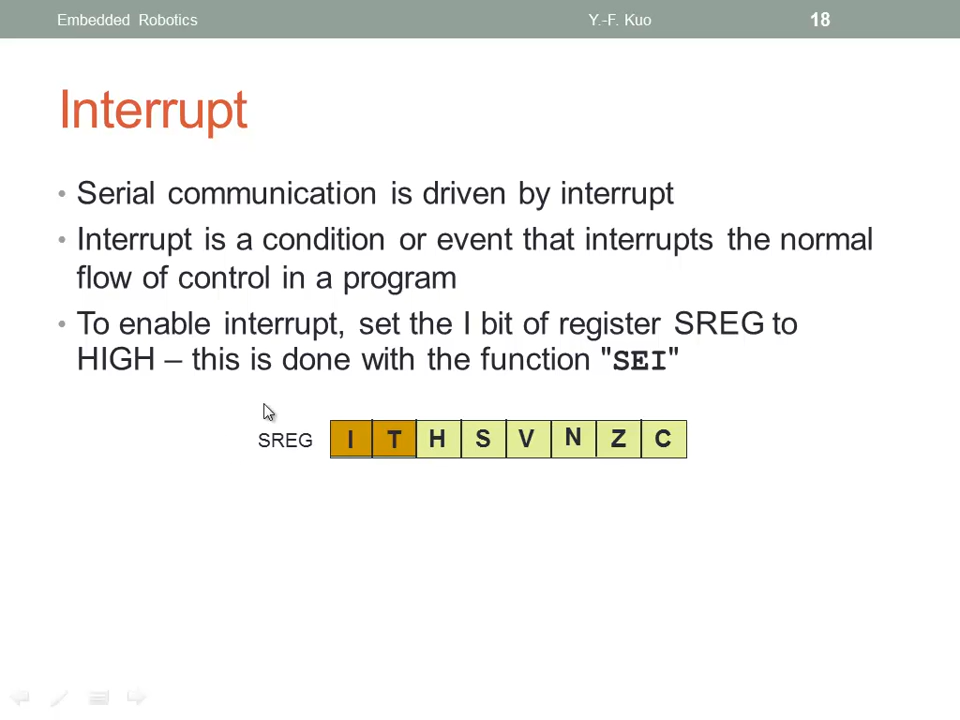 Embedded Robotics Y.-F. Kuo 18
Interrupt
• Serial communication is driven by interrupt
• Interrupt is a condition or event that interrupts the normal
flow of control in a program
• To enable interrupt, set the I bit of register SREG to
HIGH – this is done with the function "SEI"
SREG I T H S V N Z C